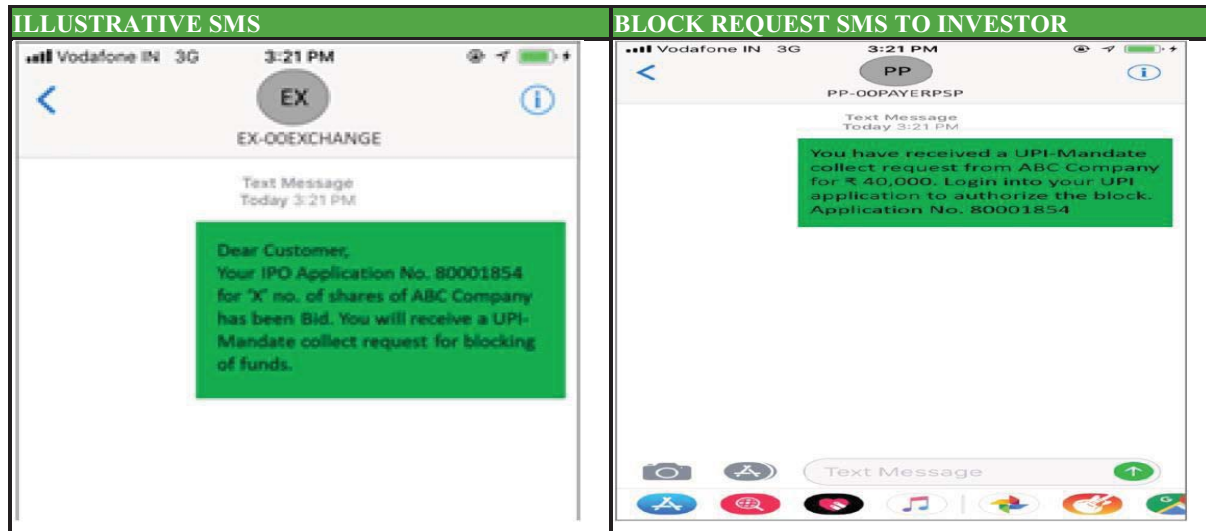 ILLUSTRATIVE SMS
Vodafone IN 3G 3:21 PM
EX
EX-00EXCHANGE
Text Message
Today 3:21 PM
Dear Customer,
Your IPO Application No. 80001854
for 'X' no. of shares of ABC Company
has been Bid. You will receive a UPI-
Mandate collect request for blocking
of funds.
BLOCK REQUEST SMS TO INVESTOR
Vodafone IN 3G 3:21 PM
PP
PP-00PAYERPSP
Text Message
Today 3:21 PM
You have received a UPI-Mandate
collect request from ABC Company
for ₹ 40,000. Login into your UPI
application to authorize the block.
Application No. 80001854
Text Message